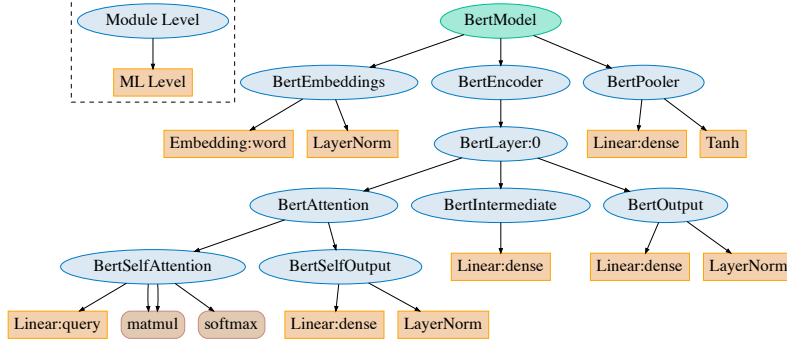 Module Level
BertModel
ML Level
BertEmbeddings
BertEncoder
BertPooler
Embedding:word
LayerNorm
BertLayer:0
Linear:dense
Tanh
BertAttention
BertIntermediate
BertOutput
BertSelfAttention
BertSelfOutput
Linear:dense
Linear:dense
LayerNorm
Linear:query
matmul
softmax
Linear:dense
LayerNorm